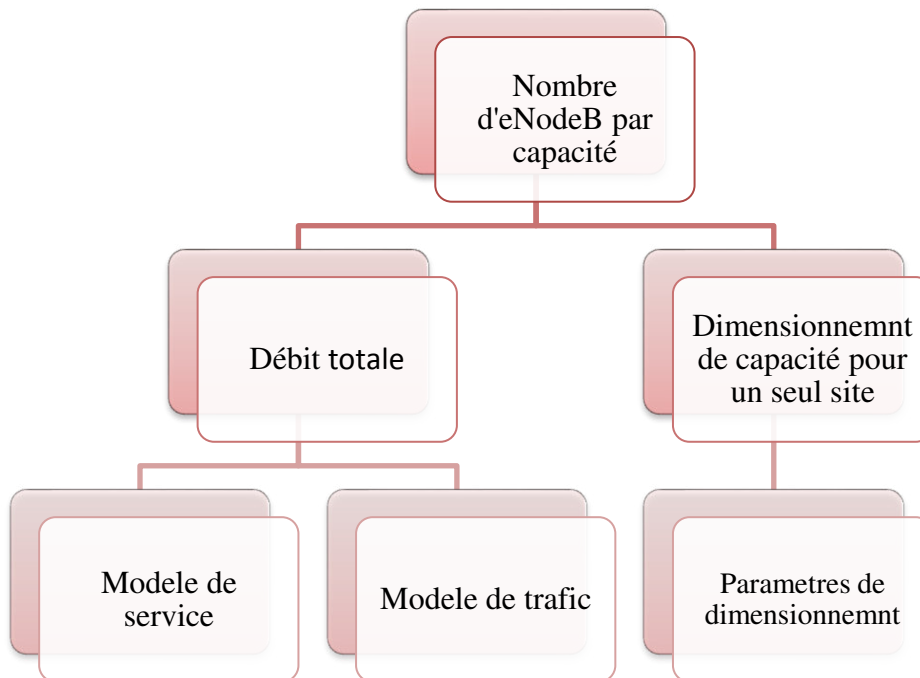 Nombre
d'eNodeB par
capacité
Débit totale
Dimensionnemnt
de capacité pour
un seul site
Modele de
service
Modele de trafic
Parametres de
dimensionnemnt